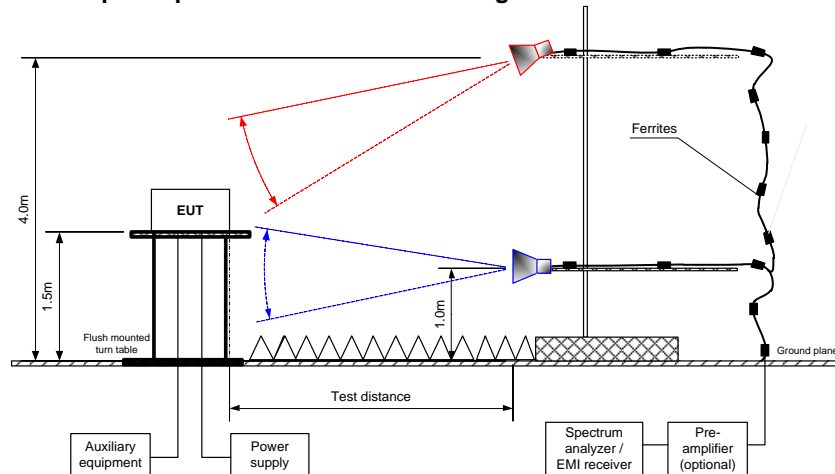 Ferrites
EUT
4.0m
1.5m
1.0m
Flush mounted
turn table
Ground plane
Test distance
Auxiliary
equipment
Power
supply
Spectrum
analyzer /
EMI receiver
Pre-
amplifier
(optional)